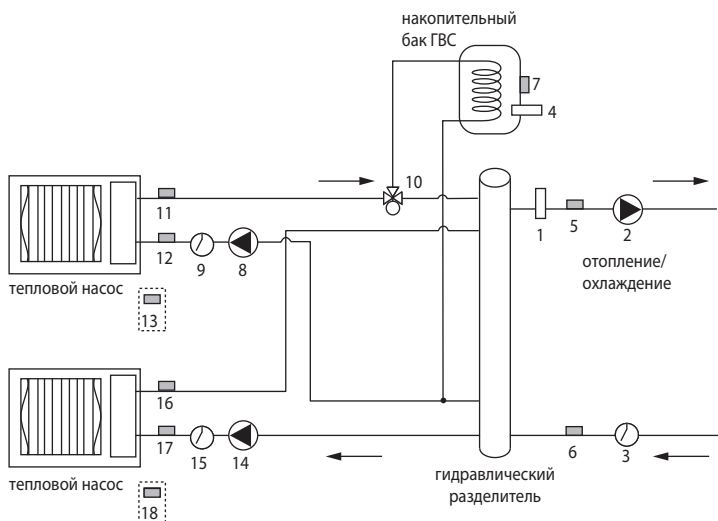 накопительный
бак ГВС
7
4
10
11
12
9
8
1
5
2
тепловой насос
отопление/
охлаждение
13
16
17
15
14
6
3
тепловой насос
гидравлический
разделитель
18